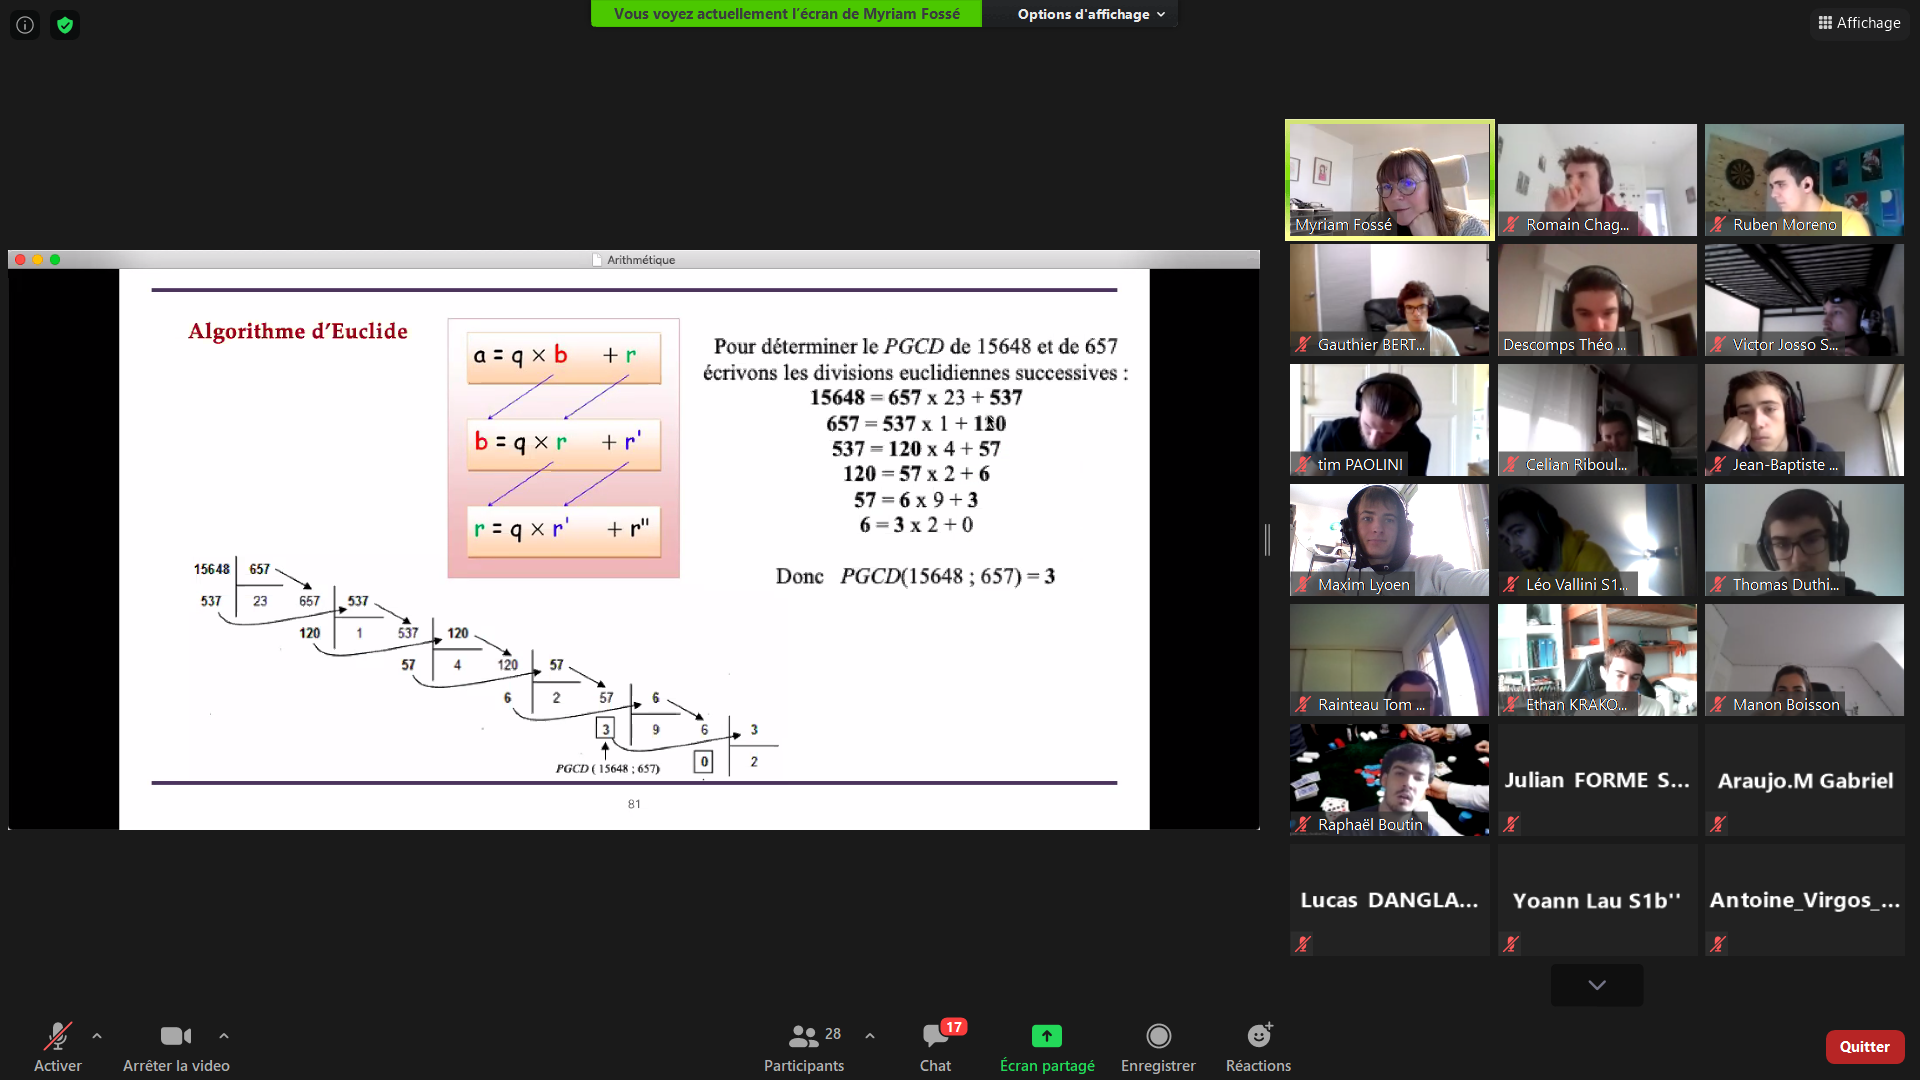 Vous voyez actuellement l'écran de Myriam Fossé
Options d'affichage
Affichage
Arithmétique
Algorithme d'Euclide
a = q × b + r
b = q × r + r'
r = q × r' + r"
Pour déterminer le PGCD de 15648 et de 657
écrivons les divisions euclidiennes successives :
15648 = 657 x 23 + 537
657 = 537 x 1 + 120
537 = 120 x 4 + 57
120 = 57 x 2 + 6
57 = 6 x 9 + 3
6 = 3 x 2 + 0
Donc PGCD(15648 ; 657) = 3
15648 657
537 23 657 537
120 1 537 120
57 4 120 57
6 2 57 6
3 9 6 3
0 2
PGCD ( 15648 ; 657)
81
Myriam Fossé
Romain Chag...
Ruben Moreno
Gauthier BERT...
Descomps Théo ...
Victor Josso S...
tim PAOLINI
Celian Riboul...
Jean-Baptiste ...
Maxim Lyoen
Léo Vallini S1...
Thomas Duthi...
Rainteau Tom ...
Ethan KRAKO...
Manon Boisson
Raphaël Boutin
Julian FORME S...
Araujo.M Gabriel
Lucas DANGLA...
Yoann Lau S1b''
Antoine_Virgos_...
Activer
Arrêter la video
28
Participants
17
Chat
Écran partagé
Enregistrer
Réactions
Quitter